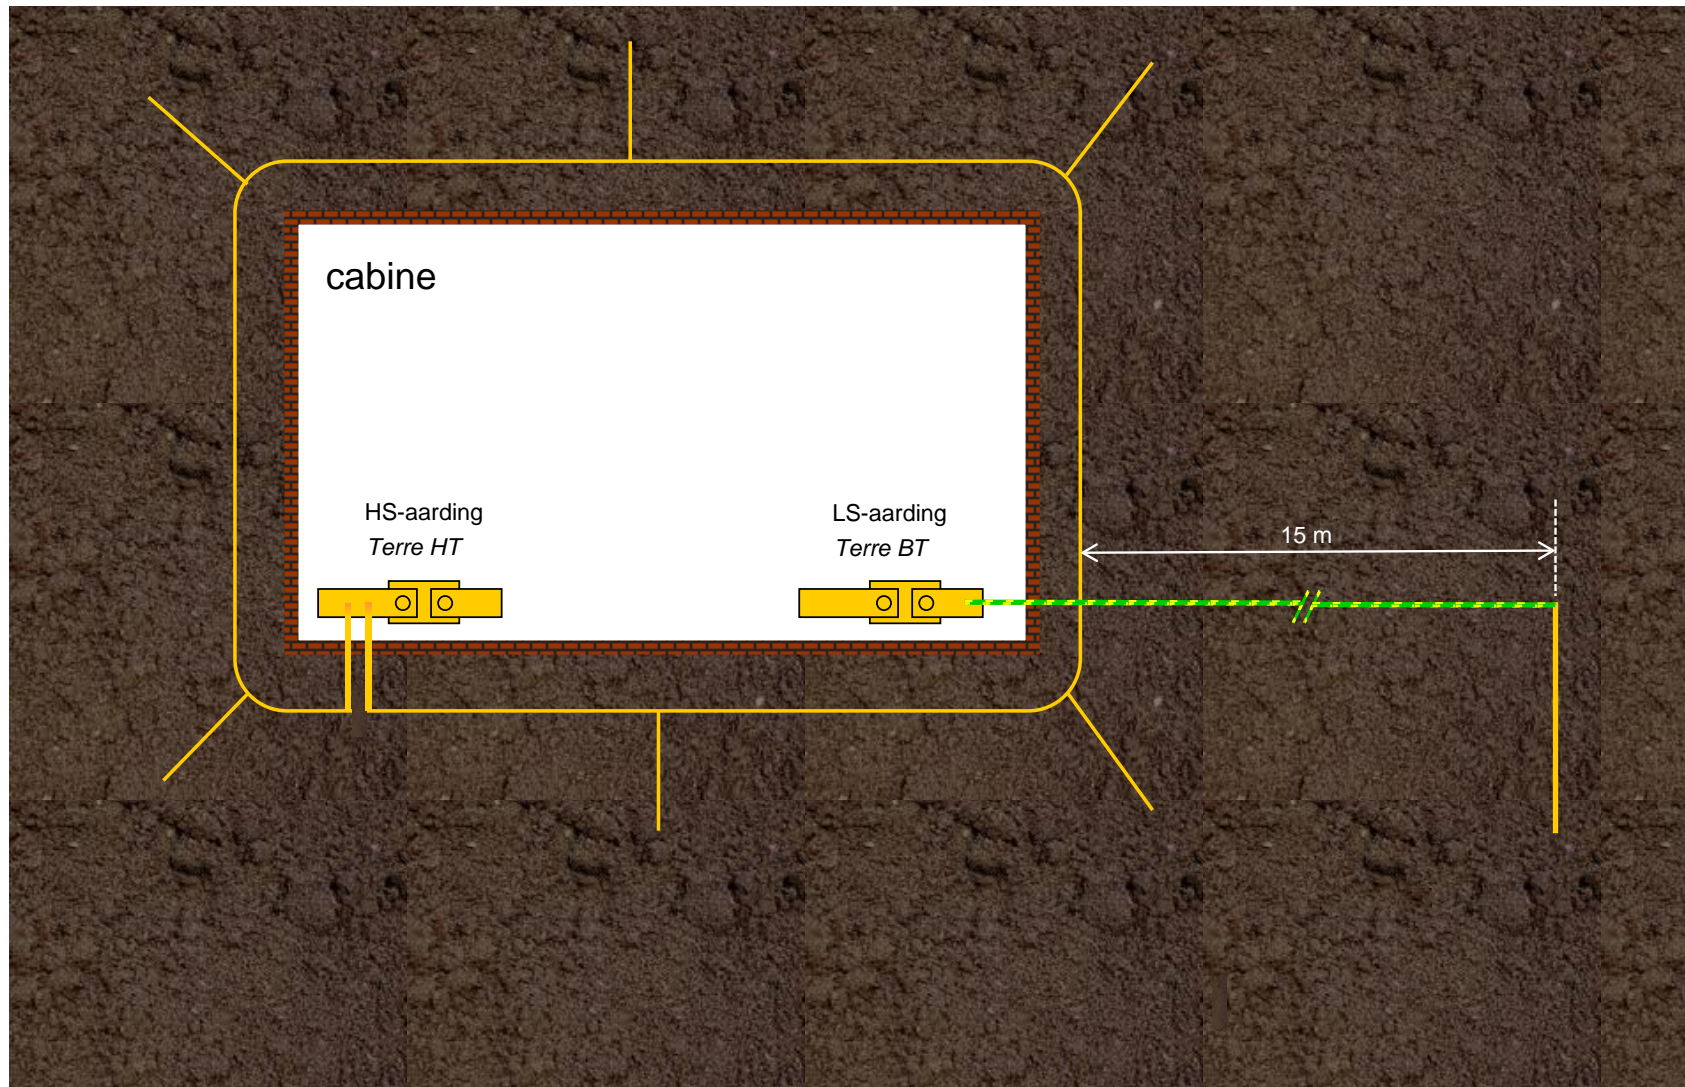 cabine
HS-aarding
Terre HT
LS-aarding
Terre BT
15 m